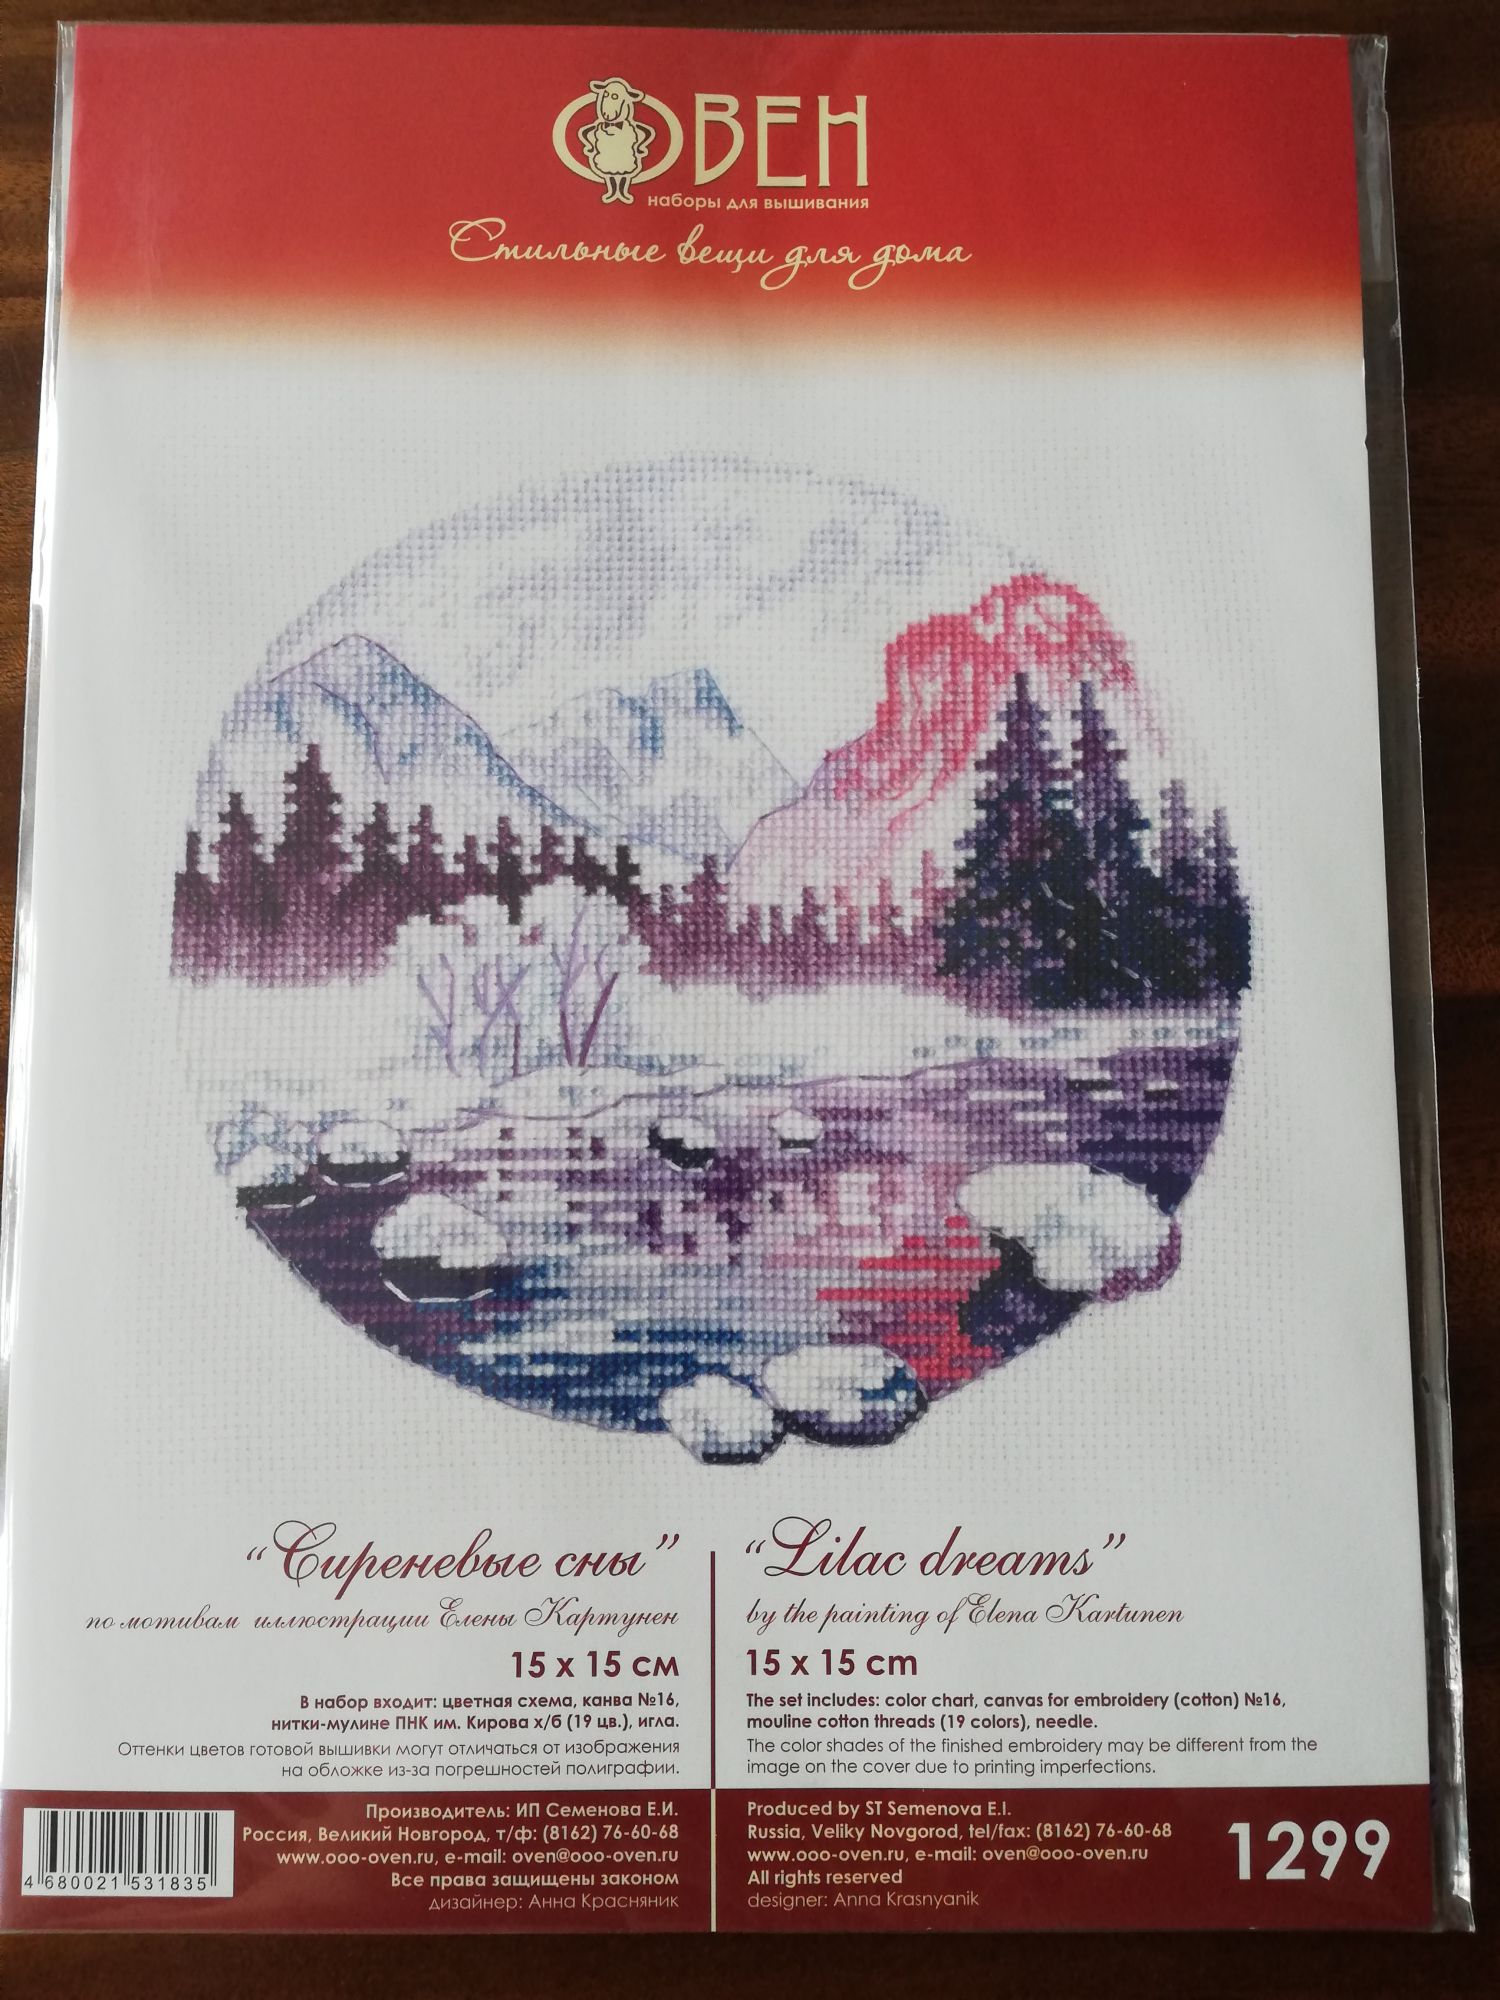 ОВЕН
наборы для вышивания
Стильные вещи для дома
"Сиреневые сны"
по мотивам иллюстрации Елены Картунен
15 х 15 см
В набор входит: цветная схема, канва №16,
нитки-мулине ПНК им. Кирова х/б (19 цв.), игла.
Оттенки цветов готовой вышивки могут отличаться от изображения
на обложке из-за погрешностей полиграфии.
"Lilac dreams"
by the painting of Elena Kartunen
15 x 15 cm
The set includes: color chart, canvas for embroidery (cotton) №16,
mouline cotton threads (19 colors), needle.
The color shades of the finished embroidery may be different from the
image on the cover due to printing imperfections.
4 680021 531835
Производитель: ИП Семенова Е.И.
Россия, Великий Новгород, т/ф: (8162) 76-60-68
www.ooo-oven.ru, e-mail: oven@ooo-oven.ru
Все права защищены законом
дизайнер: Анна Красняник
Produced by ST Semenova E.I.
Russia, Veliky Novgorod, tel/fax: (8162) 76-60-68
www.ooo-oven.ru, e-mail: oven@ooo-oven.ru
All rights reserved
designer: Anna Krasnyanik
1299